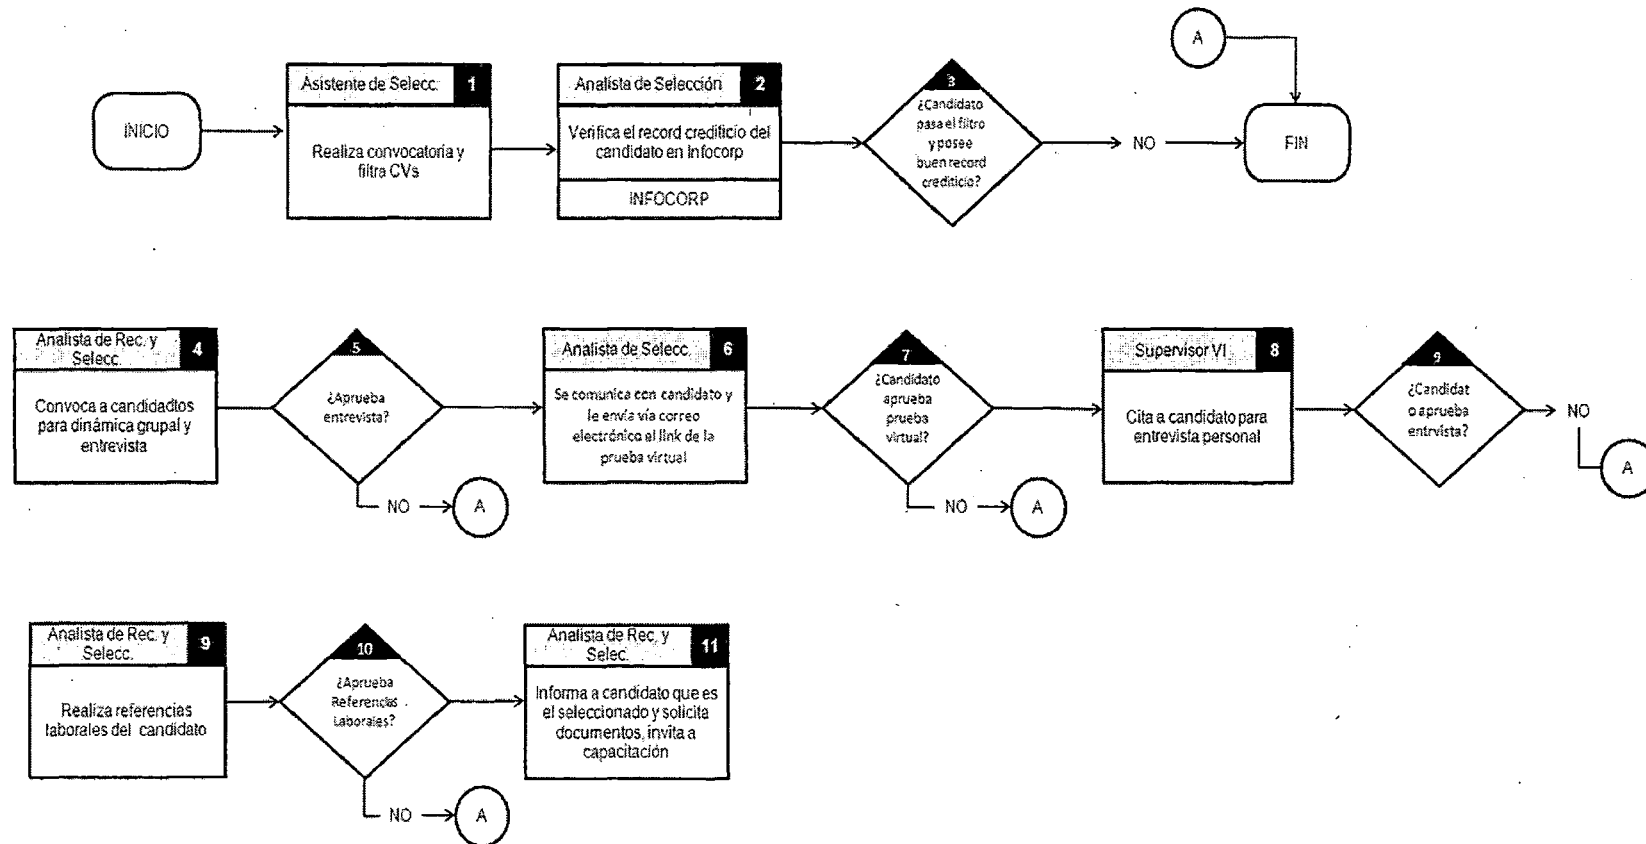 A
INICIO
Asistente de Selecc.
1
Realiza convocatoria y
filtra CVs
Analista de Selección
2
Verifica el record crediticio del
candidato en Infocorp
INFOCORP
3
¿Candidato
pasa el filtro
y posee
buen record
crediticio?
NO
FIN
Analista de Rec. y
Selecc.
4
Convoca a candidadtos
para dinámica grupal y
entrevista
5
¿Aprueba
entrevista?
NO
A
Analista de Selecc.
6
Se comunica con candidato y
le envía vía correo
electrónico el link de la
prueba virtual
7
¿Candidato
aprueba
prueba
virtual?
NO
A
Supervisor VI
8
Cita a candidato para
entrevista personal
9
¿Candidat
o aprueba
entrvista?
NO
A
Analista de Rec. y
Selecc.
9
Realiza referencias
laborales del candidato
10
¿Aprueba
Referencias
Laborales?
NO
A
Analista de Rec. y
Selec.
11
Informa a candidato que es
el seleccionado y solicita
documentos, invita a
capacitación